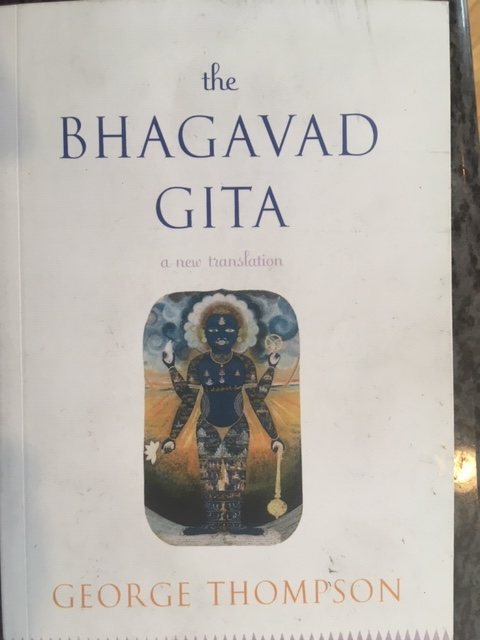 the
BHAGAVAD
GITA
a new translation
GEORGE THOMPSON